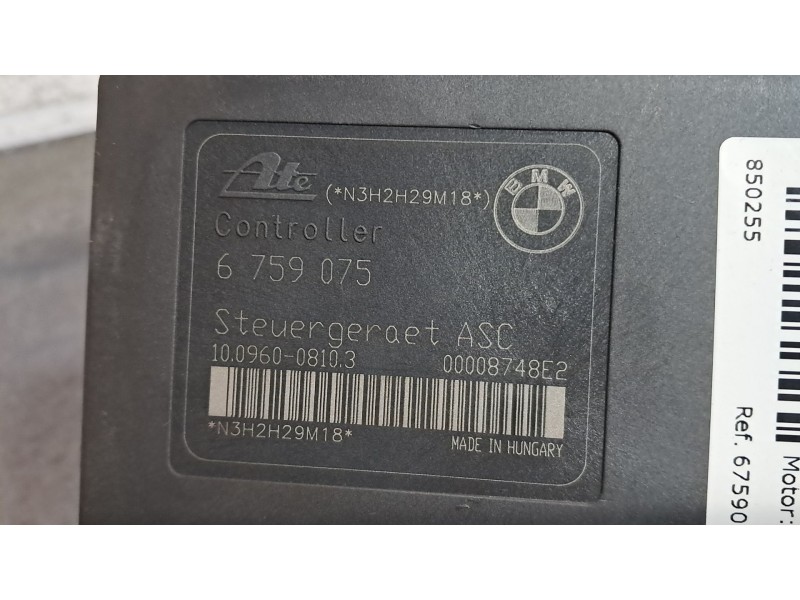 Ate (*N3H2H29M18*)
BMW
Controller
6 759 075
Steuergeraet ASC
10.0960-0810.3 00008748E2
*N3H2H29M18*
MADE IN HUNGARY
850255
Motor:
Ref. 67590